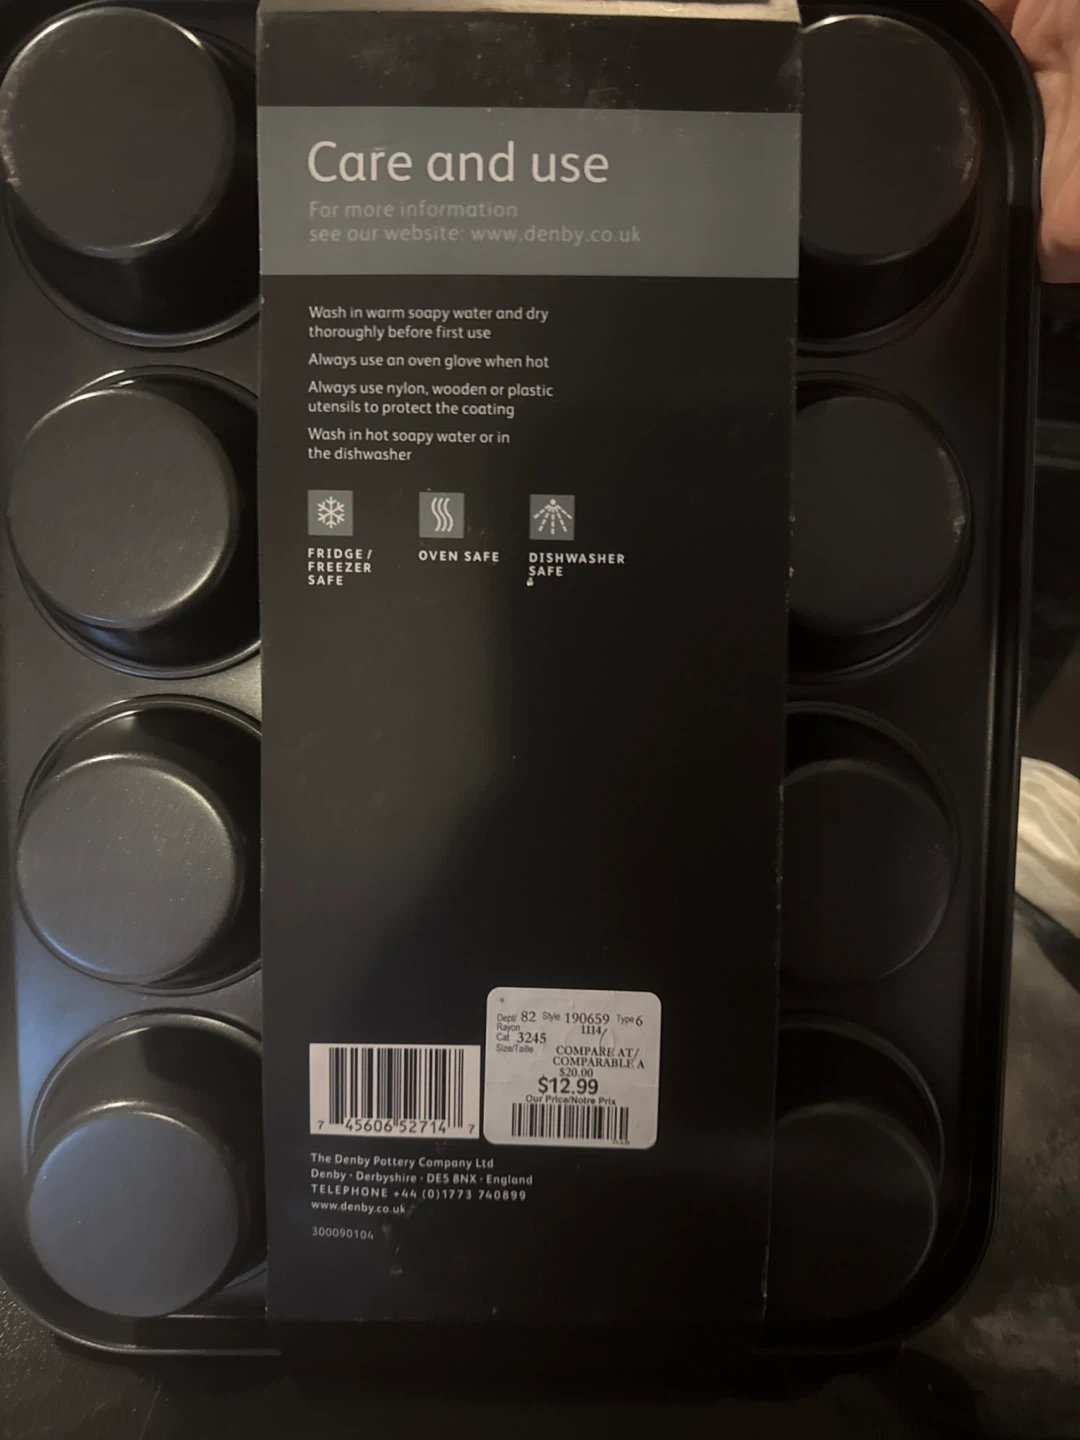 Care and use
For more information
see our website: www.denby.co.uk
Wash in warm soapy water and dry
thoroughly before first use
Always use an oven glove when hot
Always use nylon, wooden or plastic
utensils to protect the coating
Wash in hot soapy water or in
the dishwasher
FRIDGE/
FREEZER
SAFE
OVEN SAFE
DISHWASHER
SAFE
Dept/ 82 Style 190659 Type 6
Rayon 1114/
Cat 3245
Size/Taille
COMPARE AT/
COMPARABLE A
$20.00
$12.99
Our Price/Notre Prix
7 45606 52714 7
The Denby Pottery Company Ltd
Denby · Derbyshire · DE5 8NX · England
TELEPHONE +44 (0)1773 740899
www.denby.co.uk
300090104